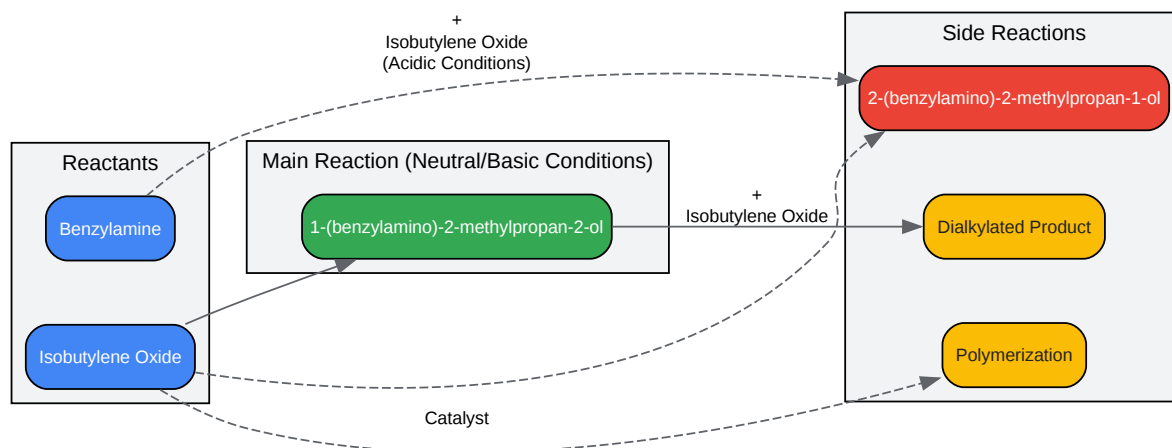 +
Isobutylene Oxide
(Acidic Conditions)
Side Reactions
2-(benzylamino)-2-methylpropan-1-ol
Reactants
Main Reaction (Neutral/Basic Conditions)
Benzylamine
1-(benzylamino)-2-methylpropan-2-ol
+
Isobutylene Oxide
Dialkylated Product
Isobutylene Oxide
Polymerization
Catalyst